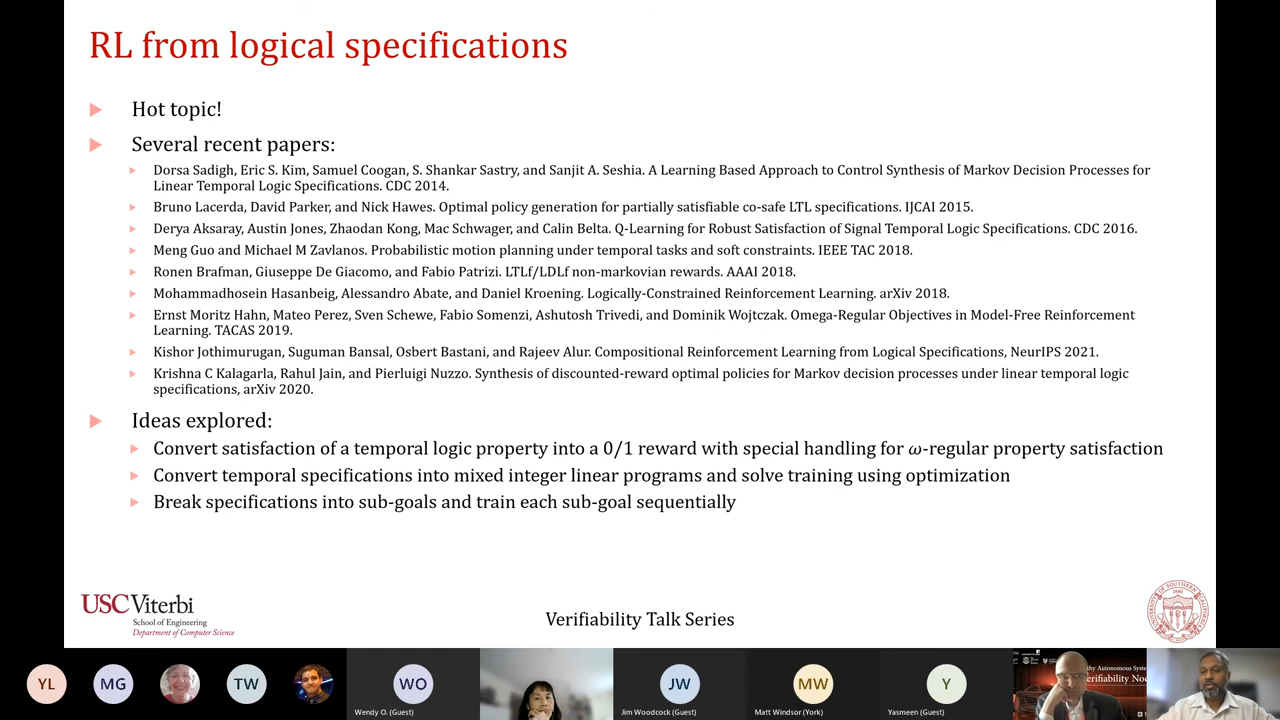 RL from logical specifications
Hot topic!
Several recent papers:
Dorsa Sadigh, Eric S. Kim, Samuel Coogan, S. Shankar Sastry, and Sanjit A. Seshia. A Learning Based Approach to Control Synthesis of Markov Decision Processes for
Linear Temporal Logic Specifications. CDC 2014.
Bruno Lacerda, David Parker, and Nick Hawes. Optimal policy generation for partially satisfiable co-safe LTL specifications. IJCAI 2015.
Derya Aksaray, Austin Jones, Zhaodan Kong, Mac Schwager, and Calin Belta. Q-Learning for Robust Satisfaction of Signal Temporal Logic Specifications. CDC 2016.
Meng Guo and Michael M Zavlanos. Probabilistic motion planning under temporal tasks and soft constraints. IEEE TAC 2018.
Ronen Brafman, Giuseppe De Giacomo, and Fabio Patrizi. LTLf/LDLf non-markovian rewards. AAAI 2018.
Mohammadhosein Hasanbeig, Alessandro Abate, and Daniel Kroening. Logically-Constrained Reinforcement Learning. arXiv 2018.
Ernst Moritz Hahn, Mateo Perez, Sven Schewe, Fabio Somenzi, Ashutosh Trivedi, and Dominik Wojtczak. Omega-Regular Objectives in Model-Free Reinforcement
Learning. TACAS 2019.
Kishor Jothimurugan, Suguman Bansal, Osbert Bastani, and Rajeev Alur. Compositional Reinforcement Learning from Logical Specifications, NeurIPS 2021.
Krishna C Kalagarla, Rahul Jain, and Pierluigi Nuzzo. Synthesis of discounted-reward optimal policies for Markov decision processes under linear temporal logic
specifications, arXiv 2020.
Ideas explored:
Convert satisfaction of a temporal logic property into a 0/1 reward with special handling for ω-regular property satisfaction
Convert temporal specifications into mixed integer linear programs and solve training using optimization
Break specifications into sub-goals and train each sub-goal sequentially
USC Viterbi
School of Engineering
Department of Computer Science
Verifiability Talk Series
YL
MG
TW
WO
JW
MW
Y
Wendy O. (Guest)
Jim Woodcock (Guest)
Matt Windsor (York)
Yasmeen (Guest)